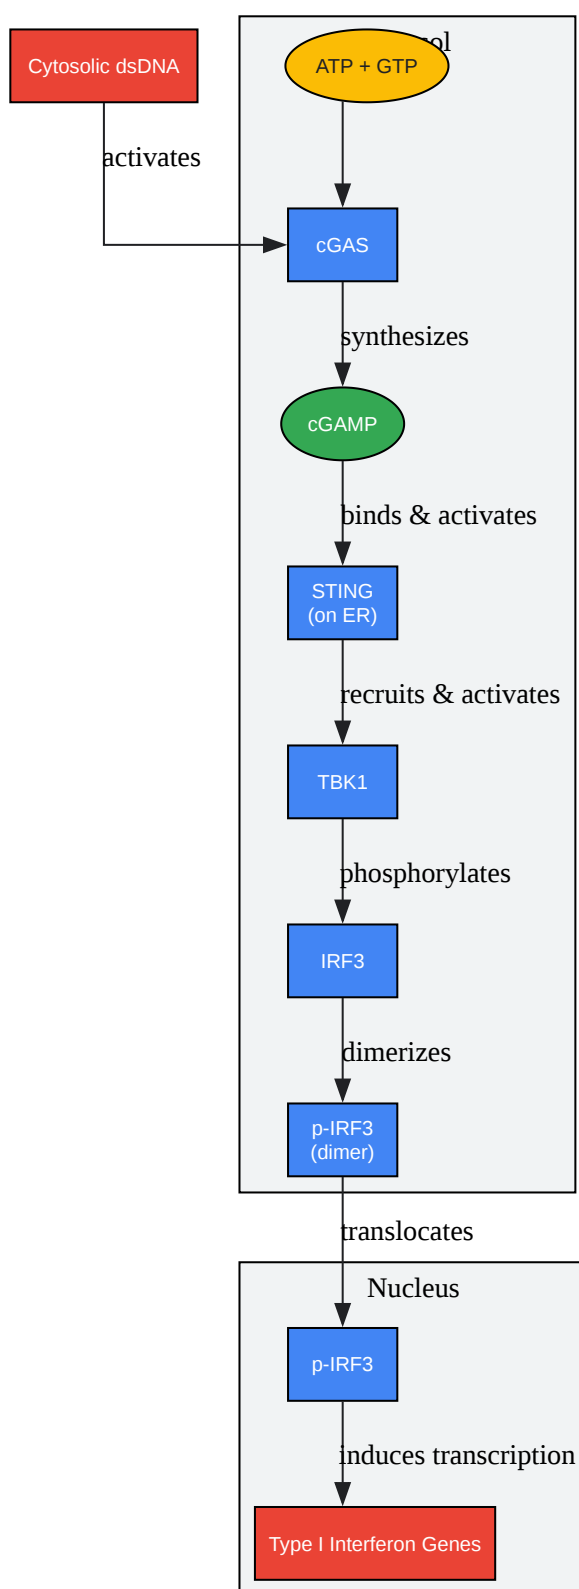 Cytosolic dsDNA
ATP + GTP
activates
cGAS
synthesizes
cGAMP
binds & activates
STING
(on ER)
recruits & activates
TBK1
phosphorylates
IRF3
dimerizes
p-IRF3
(dimer)
translocates
Nucleus
p-IRF3
induces transcription
Type I Interferon Genes